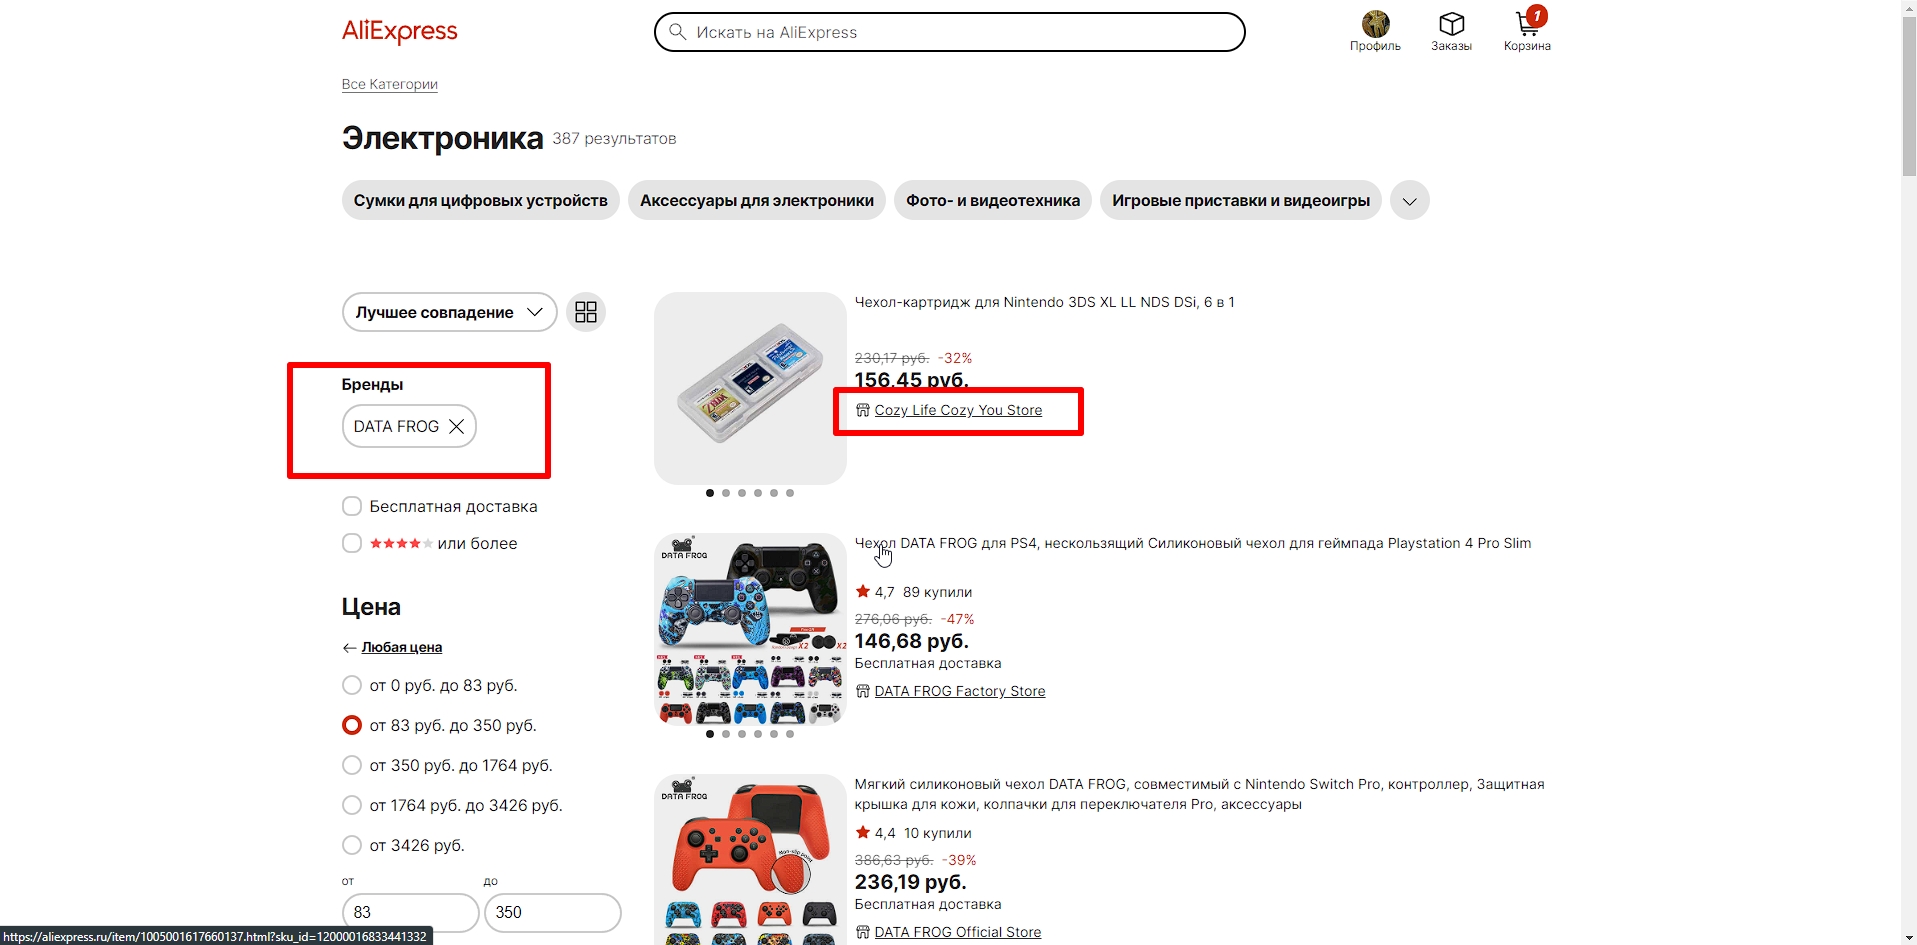 AliExpress
Искать на AliExpress
Профиль
Заказы
1
Корзина
Все Категории
Электроника 387 результатов
Сумки для цифровых устройств
Аксессуары для электроники
Фото- и видеотехника
Игровые приставки и видеоигры
Лучшее совпадение
Бренды
DATA FROG
Бесплатная доставка
или более
Цена
Любая цена
от 0 руб. до 83 руб.
от 83 руб. до 350 руб.
от 350 руб. до 1764 руб.
от 1764 руб. до 3426 руб.
от 3426 руб.
от
до
83
350
Чехол-картридж для Nintendo 3DS XL LL NDS DSi, 6 в 1
230,17 руб. -32%
156,45 руб.
Cozy Life Cozy You Store
DATA FROG
X2
X2
Чехол DATA FROG для PS4, нескользящий Силиконовый чехол для геймпада Playstation 4 Pro Slim
4,7 89 купили
276,06 руб. -47%
146,68 руб.
Бесплатная доставка
DATA FROG Factory Store
DATA FROG
Non-slip
Мягкий силиконовый чехол DATA FROG, совместимый с Nintendo Switch Pro, контроллер, Защитная
крышка для кожи, колпачки для переключателя Pro, аксессуары
4,4 10 купили
386,63 руб. -39%
236,19 руб.
Бесплатная доставка
DATA FROG Official Store
https://aliexpress.ru/item/1005001617660137.html?sku_id=12000016833441332